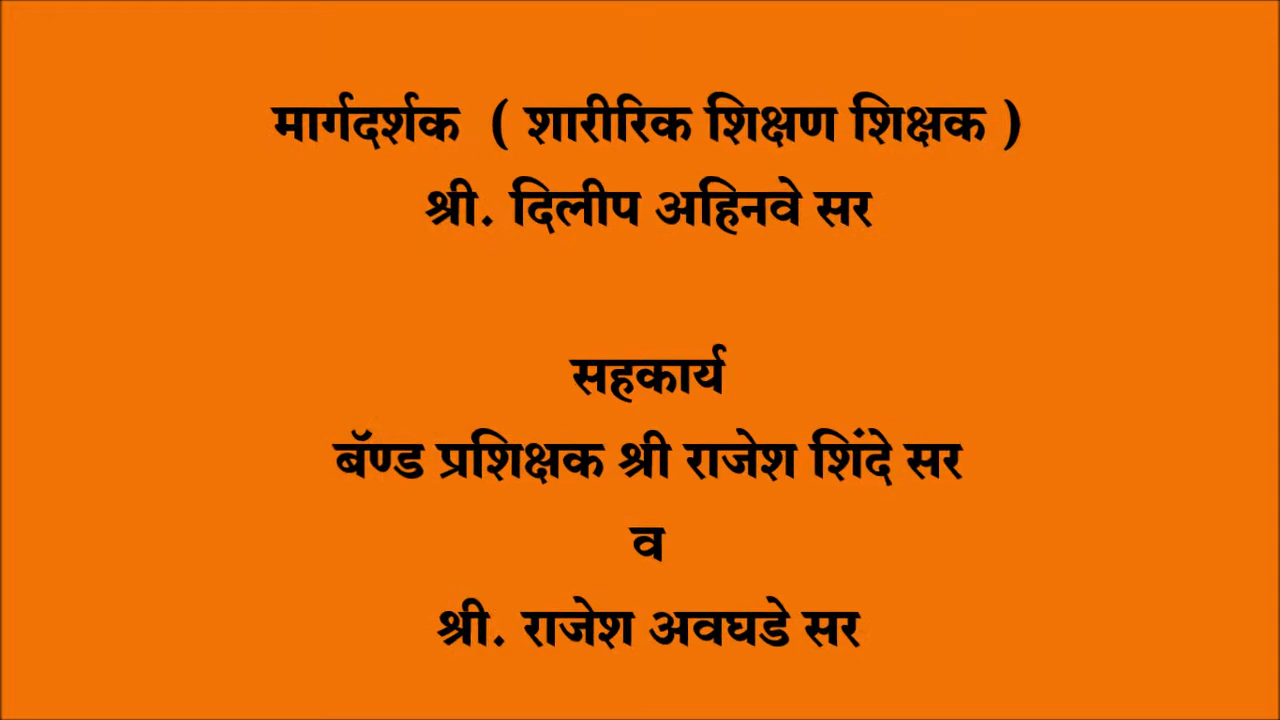 मार्गदर्शक ( शारीरिक शिक्षण शिक्षक )
श्री. दिलीप अहिनवे सर
सहकार्य
बॅण्ड प्रशिक्षक श्री राजेश शिंदे सर
व
श्री. राजेश अवघडे सर